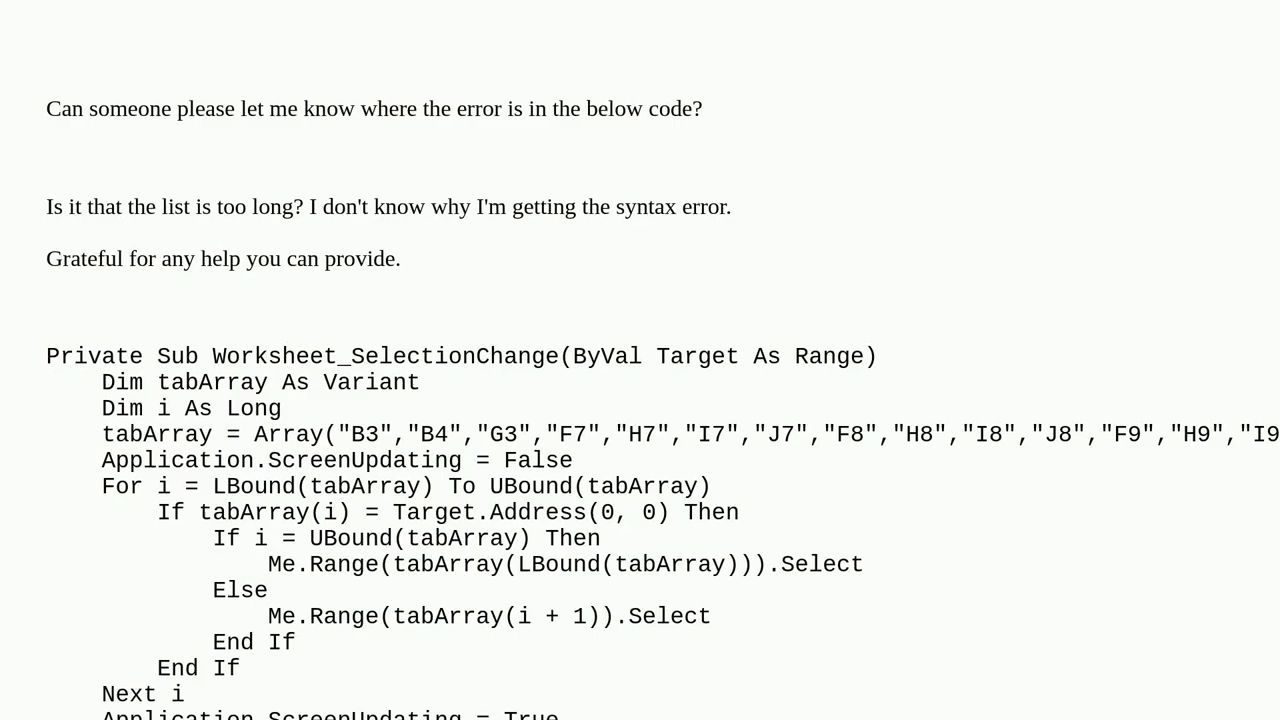 Can someone please let me know where the error is in the below code?
Is it that the list is too long? I don't know why I'm getting the syntax error.
Grateful for any help you can provide.
Private Sub Worksheet_SelectionChange(ByVal Target As Range)
    Dim tabArray As Variant
    Dim i As Long
    tabArray = Array("B3","B4","G3","F7","H7","I7","J7","F8","H8","I8","J8","F9","H9","I9
    Application.ScreenUpdating = False
    For i = LBound(tabArray) To UBound(tabArray)
        If tabArray(i) = Target.Address(0, 0) Then
            If i = UBound(tabArray) Then
                Me.Range(tabArray(LBound(tabArray))).Select
            Else
                Me.Range(tabArray(i + 1)).Select
            End If
        End If
    Next i
    Application.ScreenUpdating = True